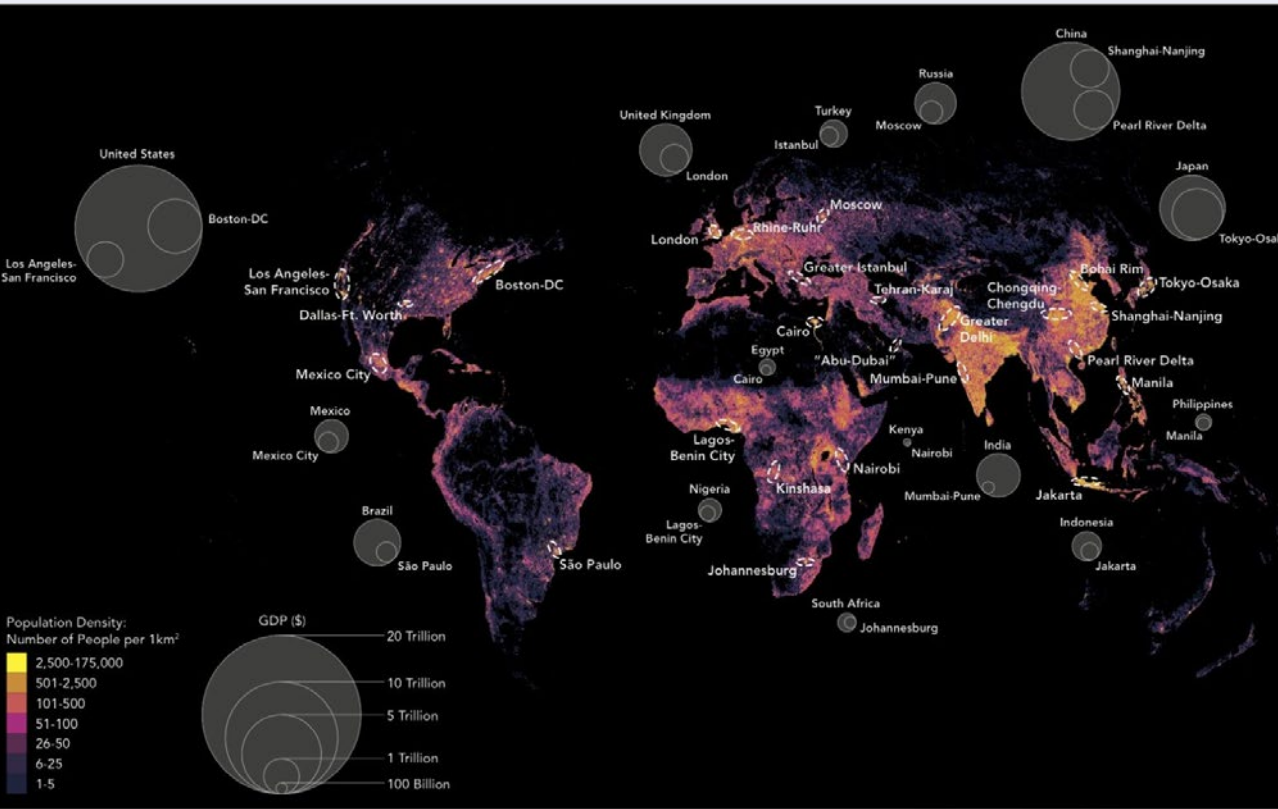 China
Shanghai-Nanjing
Pearl River Delta
Russia
Moscow
Turkey
Istanbul
United Kingdom
London
Japan
Tokyo-Osa
United States
Boston-DC
Los Angeles-
San Francisco
Los Angeles-
San Francisco
Dallas-Ft. Worth
Boston-DC
Mexico City
Mexico
Mexico City
Brazil
São Paulo
São Paulo
London
Rhine-Ruhr
Moscow
Greater Istanbul
Tehran-Karaj
Cairo
Egypt
Cairo
"Abu-Dubai"
Greater
Delhi
Mumbai-Pune
Chongqing-
Chengdu
Bohai Rim
Tokyo-Osaka
Shanghai-Nanjing
Pearl River Delta
Manila
Philippines
Manila
Lagos-
Benin City
Kinshasa
Nairobi
Kenya
Nairobi
India
Mumbai-Pune
Jakarta
Indonesia
Jakarta
Nigeria
Lagos-
Benin City
Johannesburg
South Africa
Johannesburg
Population Density:
Number of People per 1km²
2,500-175,000
501-2,500
101-500
51-100
26-50
6-25
1-5
GDP ($)
20 Trillion
10 Trillion
5 Trillion
1 Trillion
100 Billion